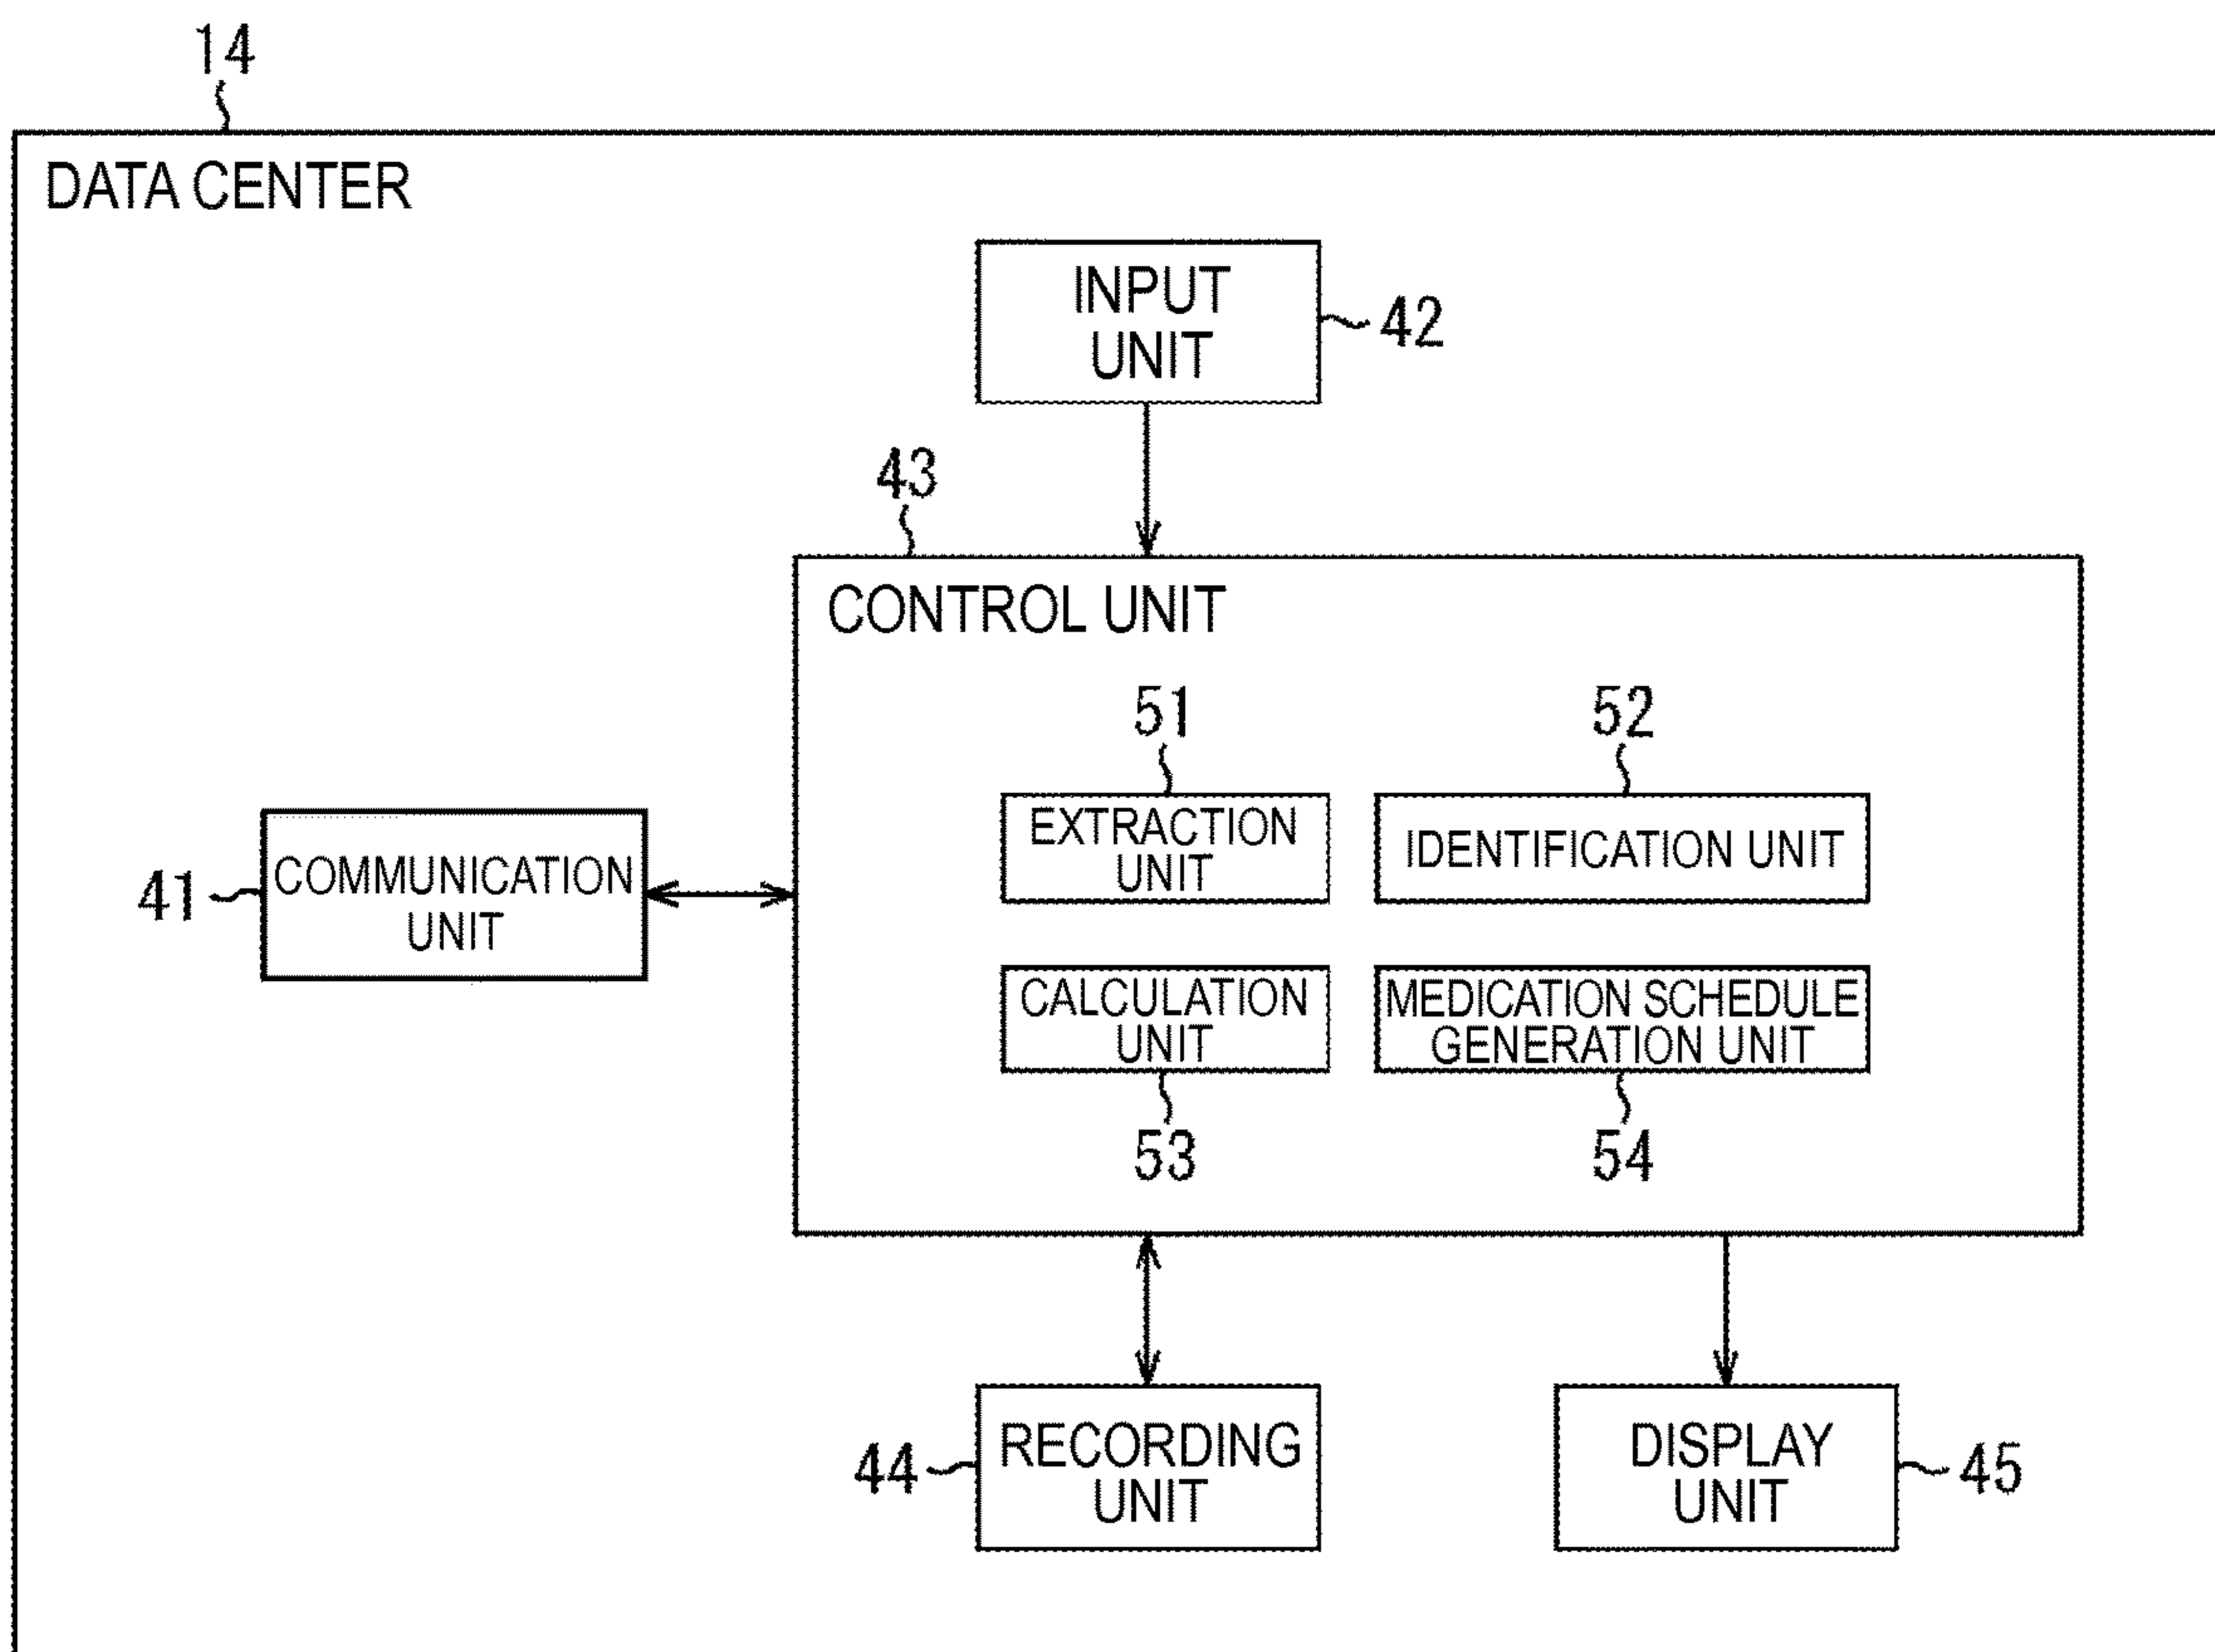 14
DATA CENTER
INPUT
UNIT
42
43
CONTROL UNIT
51
52
EXTRACTION
UNIT
IDENTIFICATION UNIT
41
COMMUNICATION
UNIT
CALCULATION
UNIT
MEDICATION SCHEDULE
GENERATION UNIT
53
54
44
RECORDING
UNIT
DISPLAY
UNIT
45